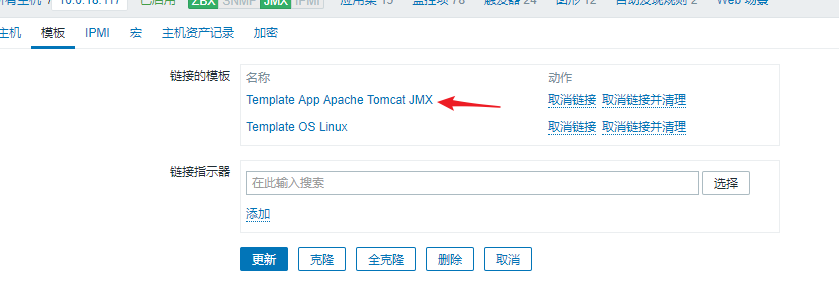 所有主机 / 10.0.18.117 已启用 ZBX SNMP JMX IPMI 应用集 监控项 78 触发器 24 图形 12 自动发现规则 2 Web 场景
主机 模板 IPMI 宏 主机资产记录 加密
链接的模板 名称 动作
Template App Apache Tomcat JMX 取消链接 取消链接并清理
Template OS Linux 取消链接 取消链接并清理
链接指示器 在此输入搜索 选择
添加
更新 克隆 全克隆 删除 取消